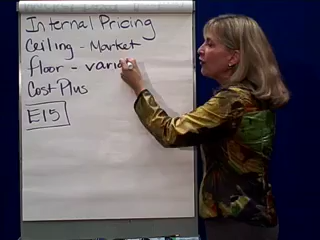 Internal Pricing
Ceiling - Market
floor - varia
Cost Plus
E15